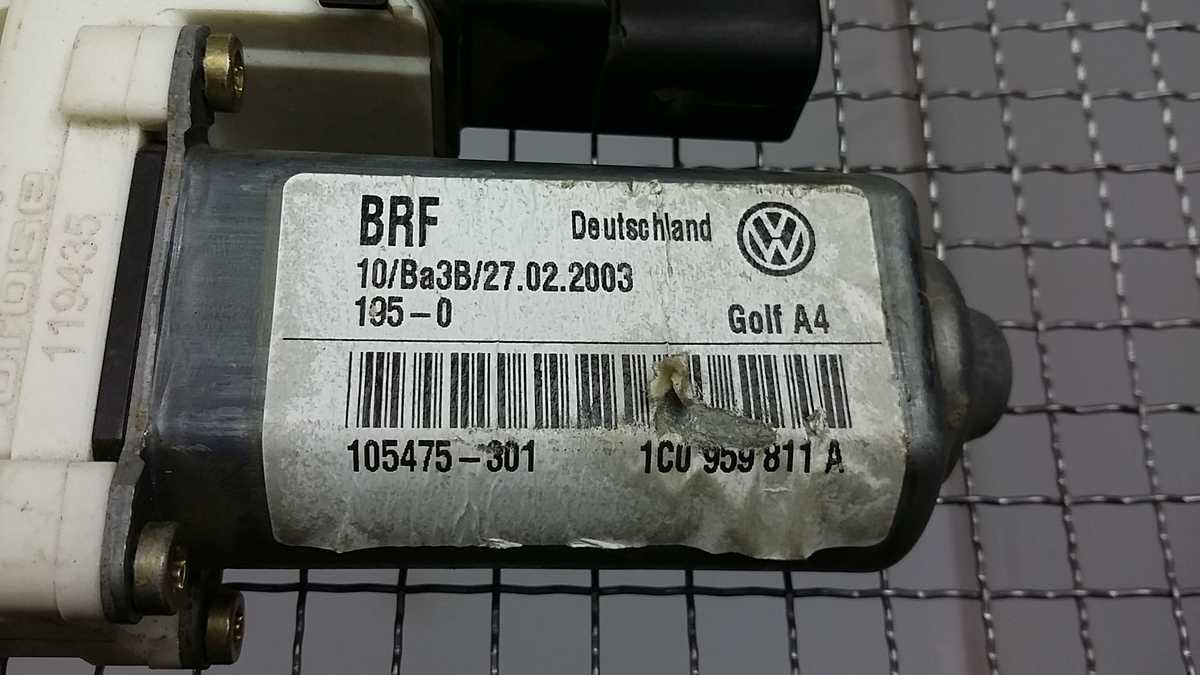 BRF
Deutschland
10/Ba3B/27.02.2003
195-0
Golf A4
105475-301
1C0 959 811 A
119435